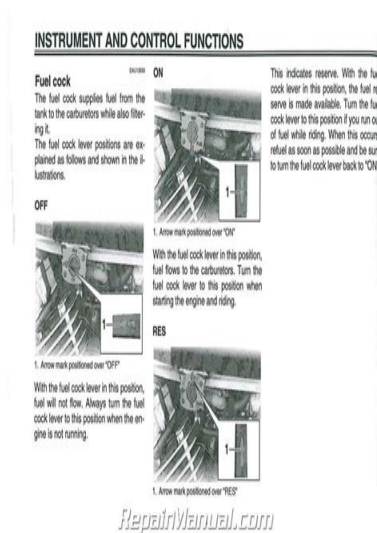 INSTRUMENT AND CONTROL FUNCTIONS
Fuel cock
The fuel cock supplies fuel from the
tank to the carburetors while also filter-
ing it.
The fuel cock lever positions are ex-
plained as follows and shown in the il-
lustrations.
OFF
1
1. Arrow mark positioned over "OFF"
With the fuel cock lever in this position,
fuel will not flow. Always turn the fuel
cock lever to this position when the en-
gine is not running.
ON
1
1. Arrow mark positioned over "ON"
With the fuel cock lever in this position,
fuel flows to the carburetors. Turn the
fuel cock lever to this position when
starting the engine and riding.
RES
1
1. Arrow mark positioned over "RES"
This indicates reserve. With the fu
cock lever in this position, the fuel re
serve is made available. Turn the fu
cock lever to this position if you run ou
of fuel while riding. When this occurs
refuel as soon as possible and be sur
to turn the fuel cock lever back to "ON
RepairManual.com